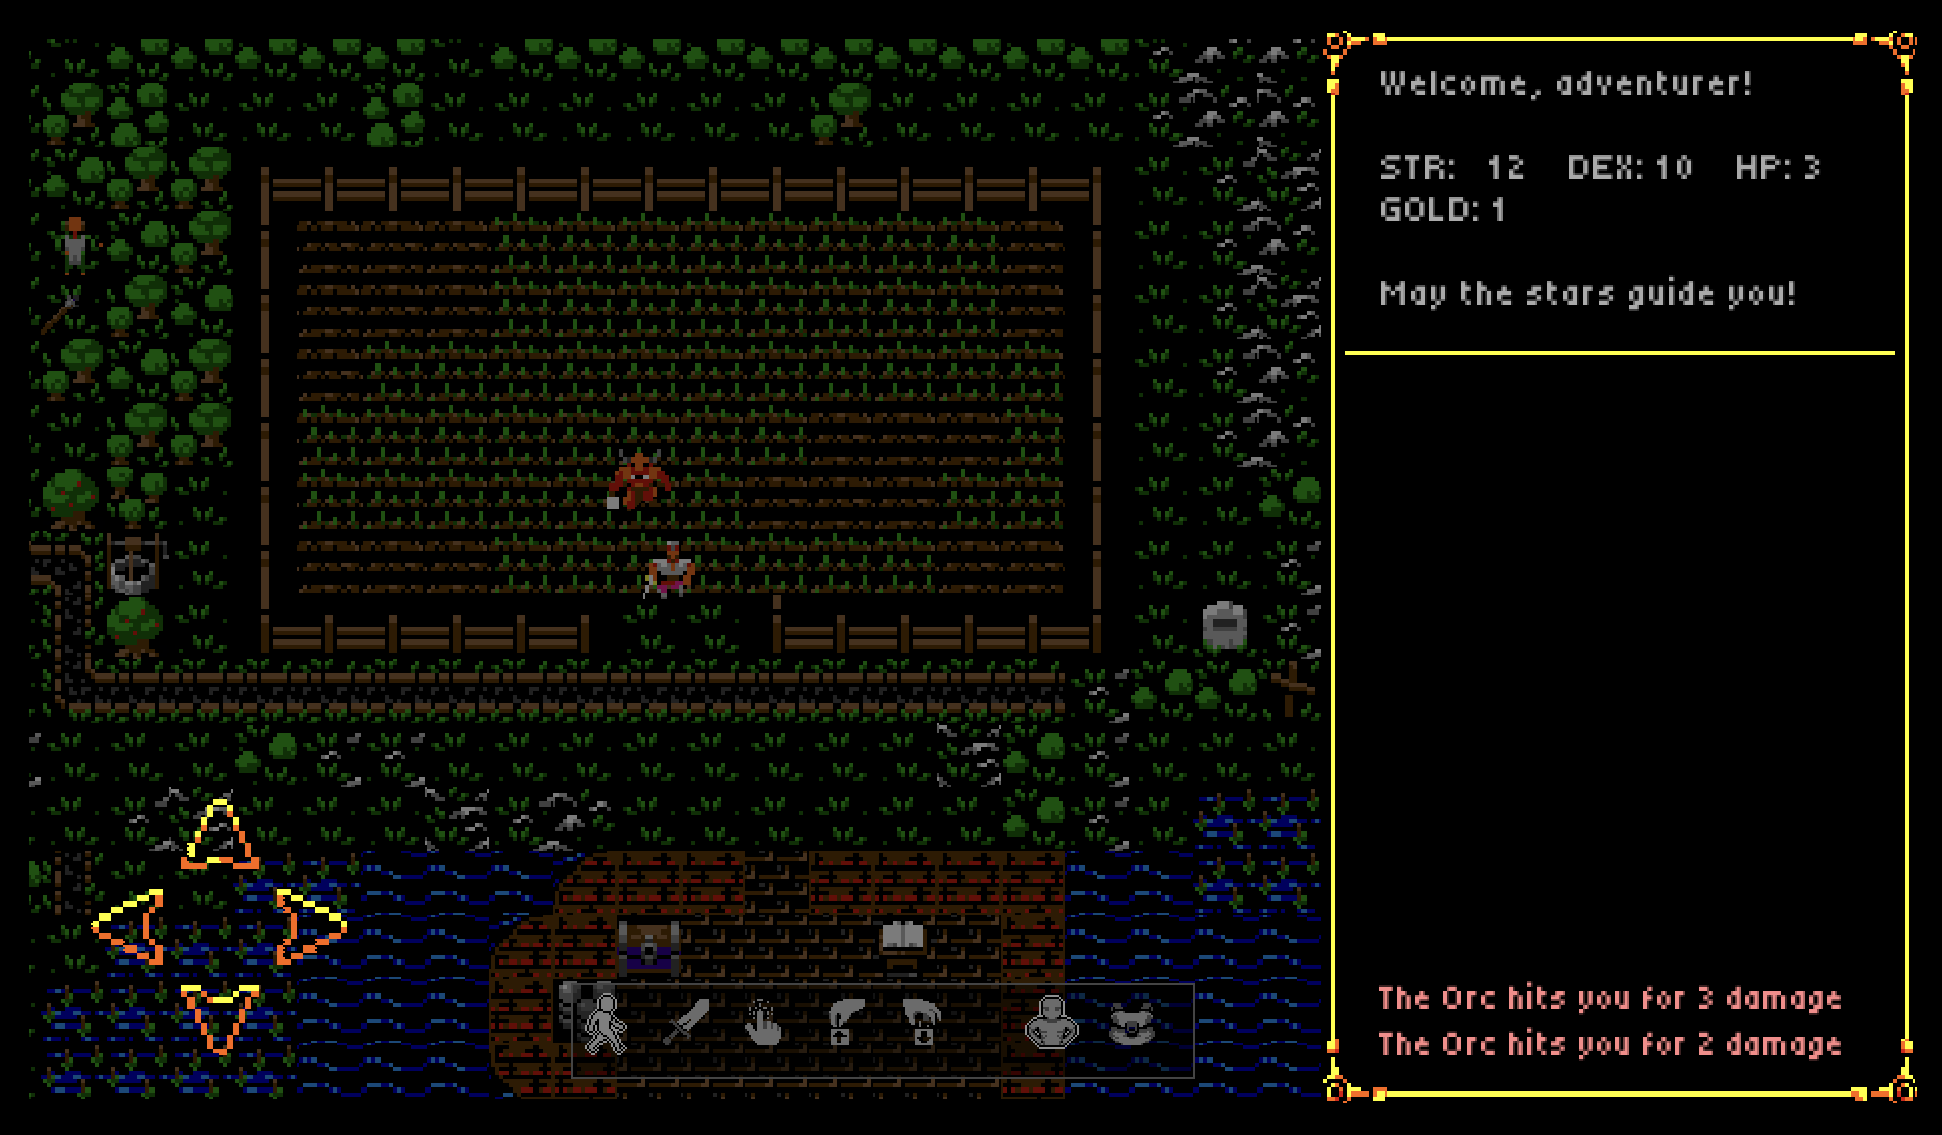 Welcome, adventurer!
STR: 12 DEX: 10 HP: 3
GOLD: 1
May the stars guide you!
The Orc hits you for 3 damage
The Orc hits you for 2 damage